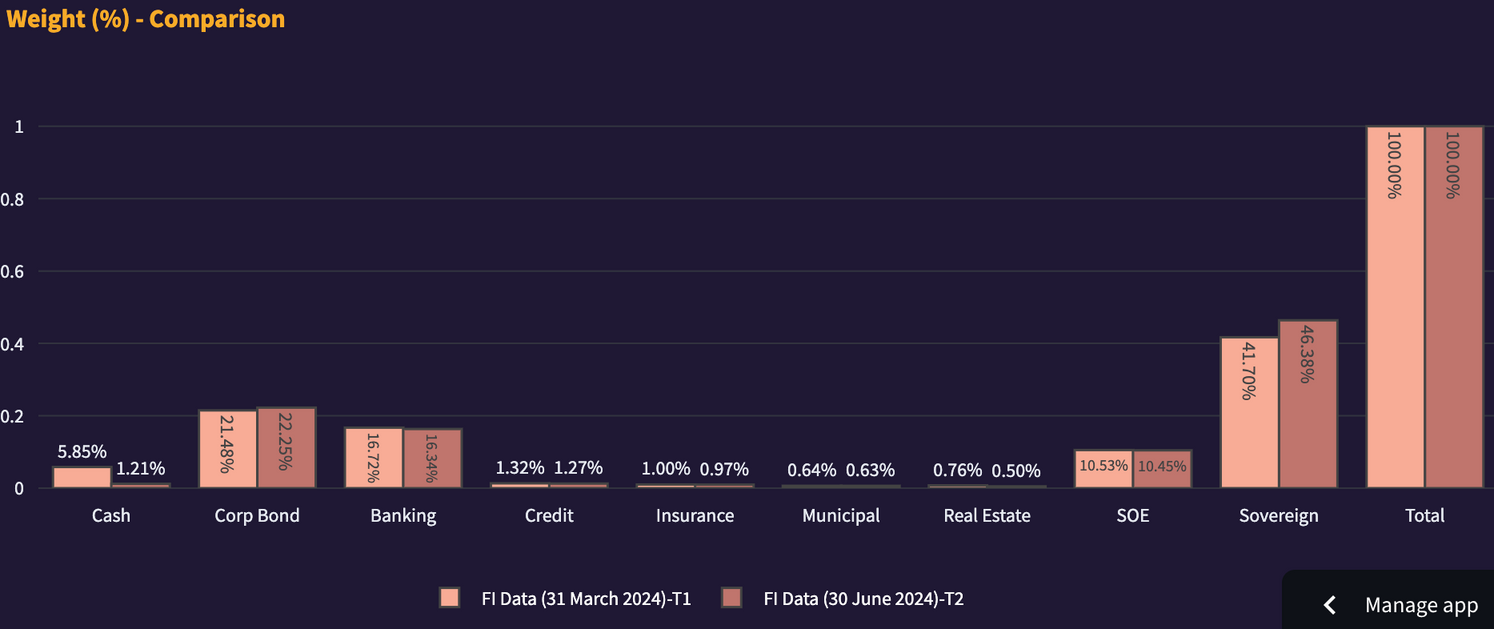 Weight (%) - Comparison
1
0.8
0.6
0.4
0.2
0
5.85% 1.21% 21.48% 22.25% 16.72% 16.34% 1.32% 1.27% 1.00% 0.97% 0.64% 0.63% 0.76% 0.50% 10.53% 10.45% 41.70% 46.38% 100.00% 100.00%
Cash Corp Bond Banking Credit Insurance Municipal Real Estate SOE Sovereign Total
FI Data (31 March 2024)-T1 FI Data (30 June 2024)-T2
Manage app